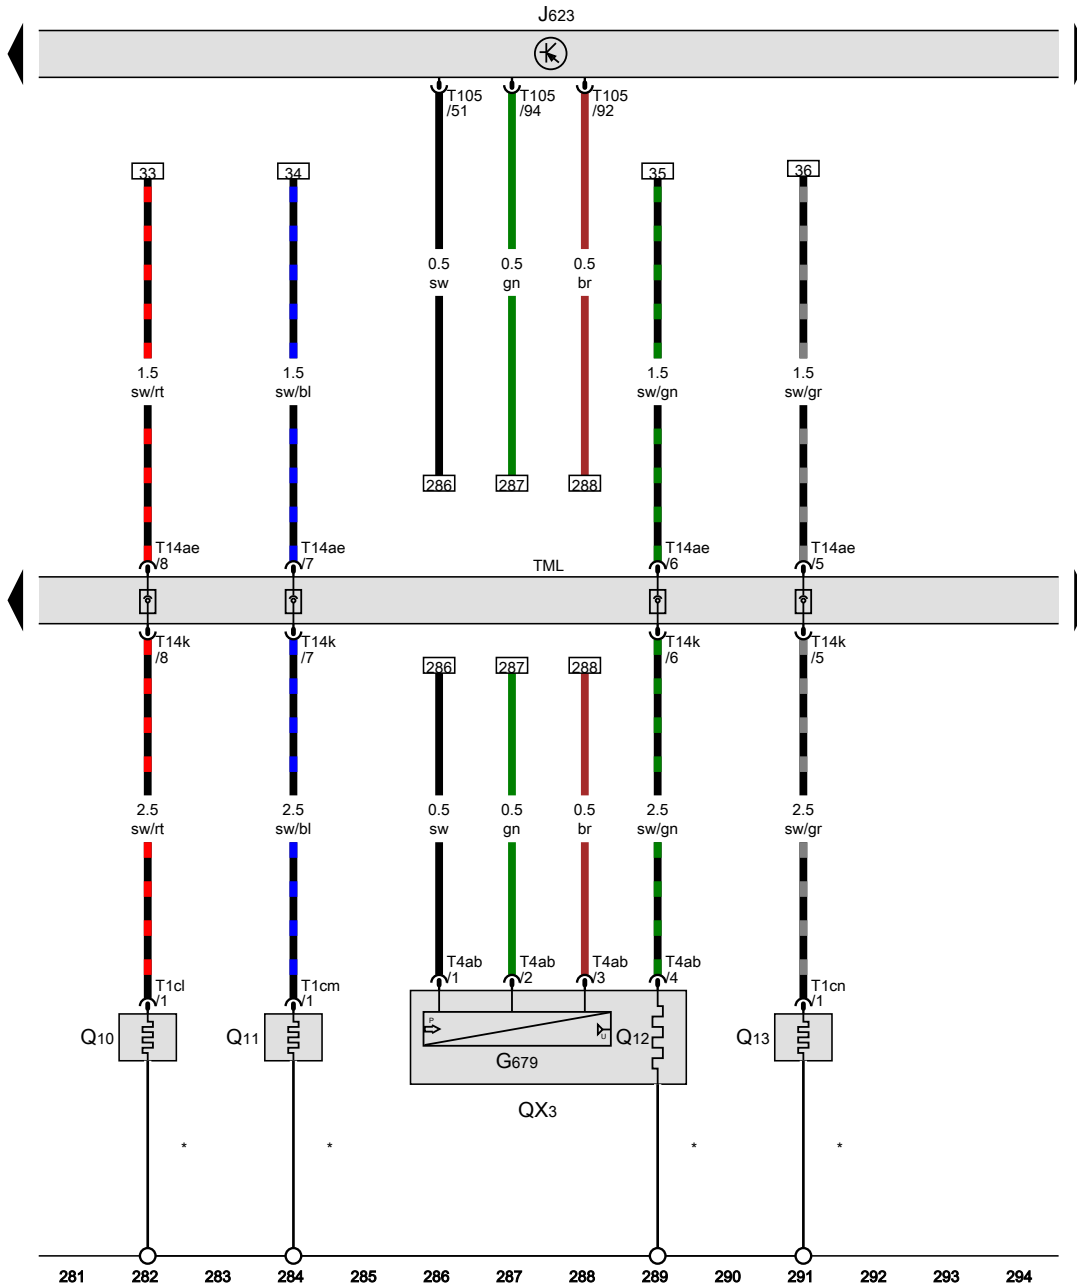 J623
T105 T105 T105
/51 /94 /92
33 34 35 36
0.5 0.5 0.5
sw gn br
1.5 1.5 1.5 1.5
sw/rt sw/bl sw/gn sw/gr
286 287 288
T14ae T14ae T14ae T14ae
/8 /7 /6 /5
TML
T14k T14k T14k T14k
/8 /7 /6 /5
286 287 288
2.5 2.5 0.5 0.5 0.5 2.5 2.5
sw/rt sw/bl sw gn br sw/gn sw/gr
T4ab T4ab T4ab T4ab
/1 /2 /3 /4
T1cl T1cm T1cn
/1 /1 /1
P U
Q10 Q11 Q12 Q13
G679
QX3
* * * *
281 282 283 284 285 286 287 288 289 290 291 292 293 294